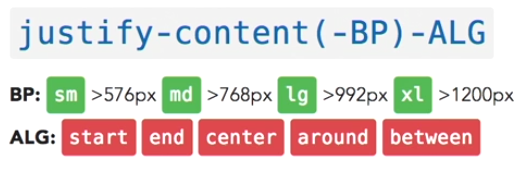 justify-content(-BP)-ALG
BP: sm >576px md >768px lg >992px xl >1200px
ALG: start end center around between